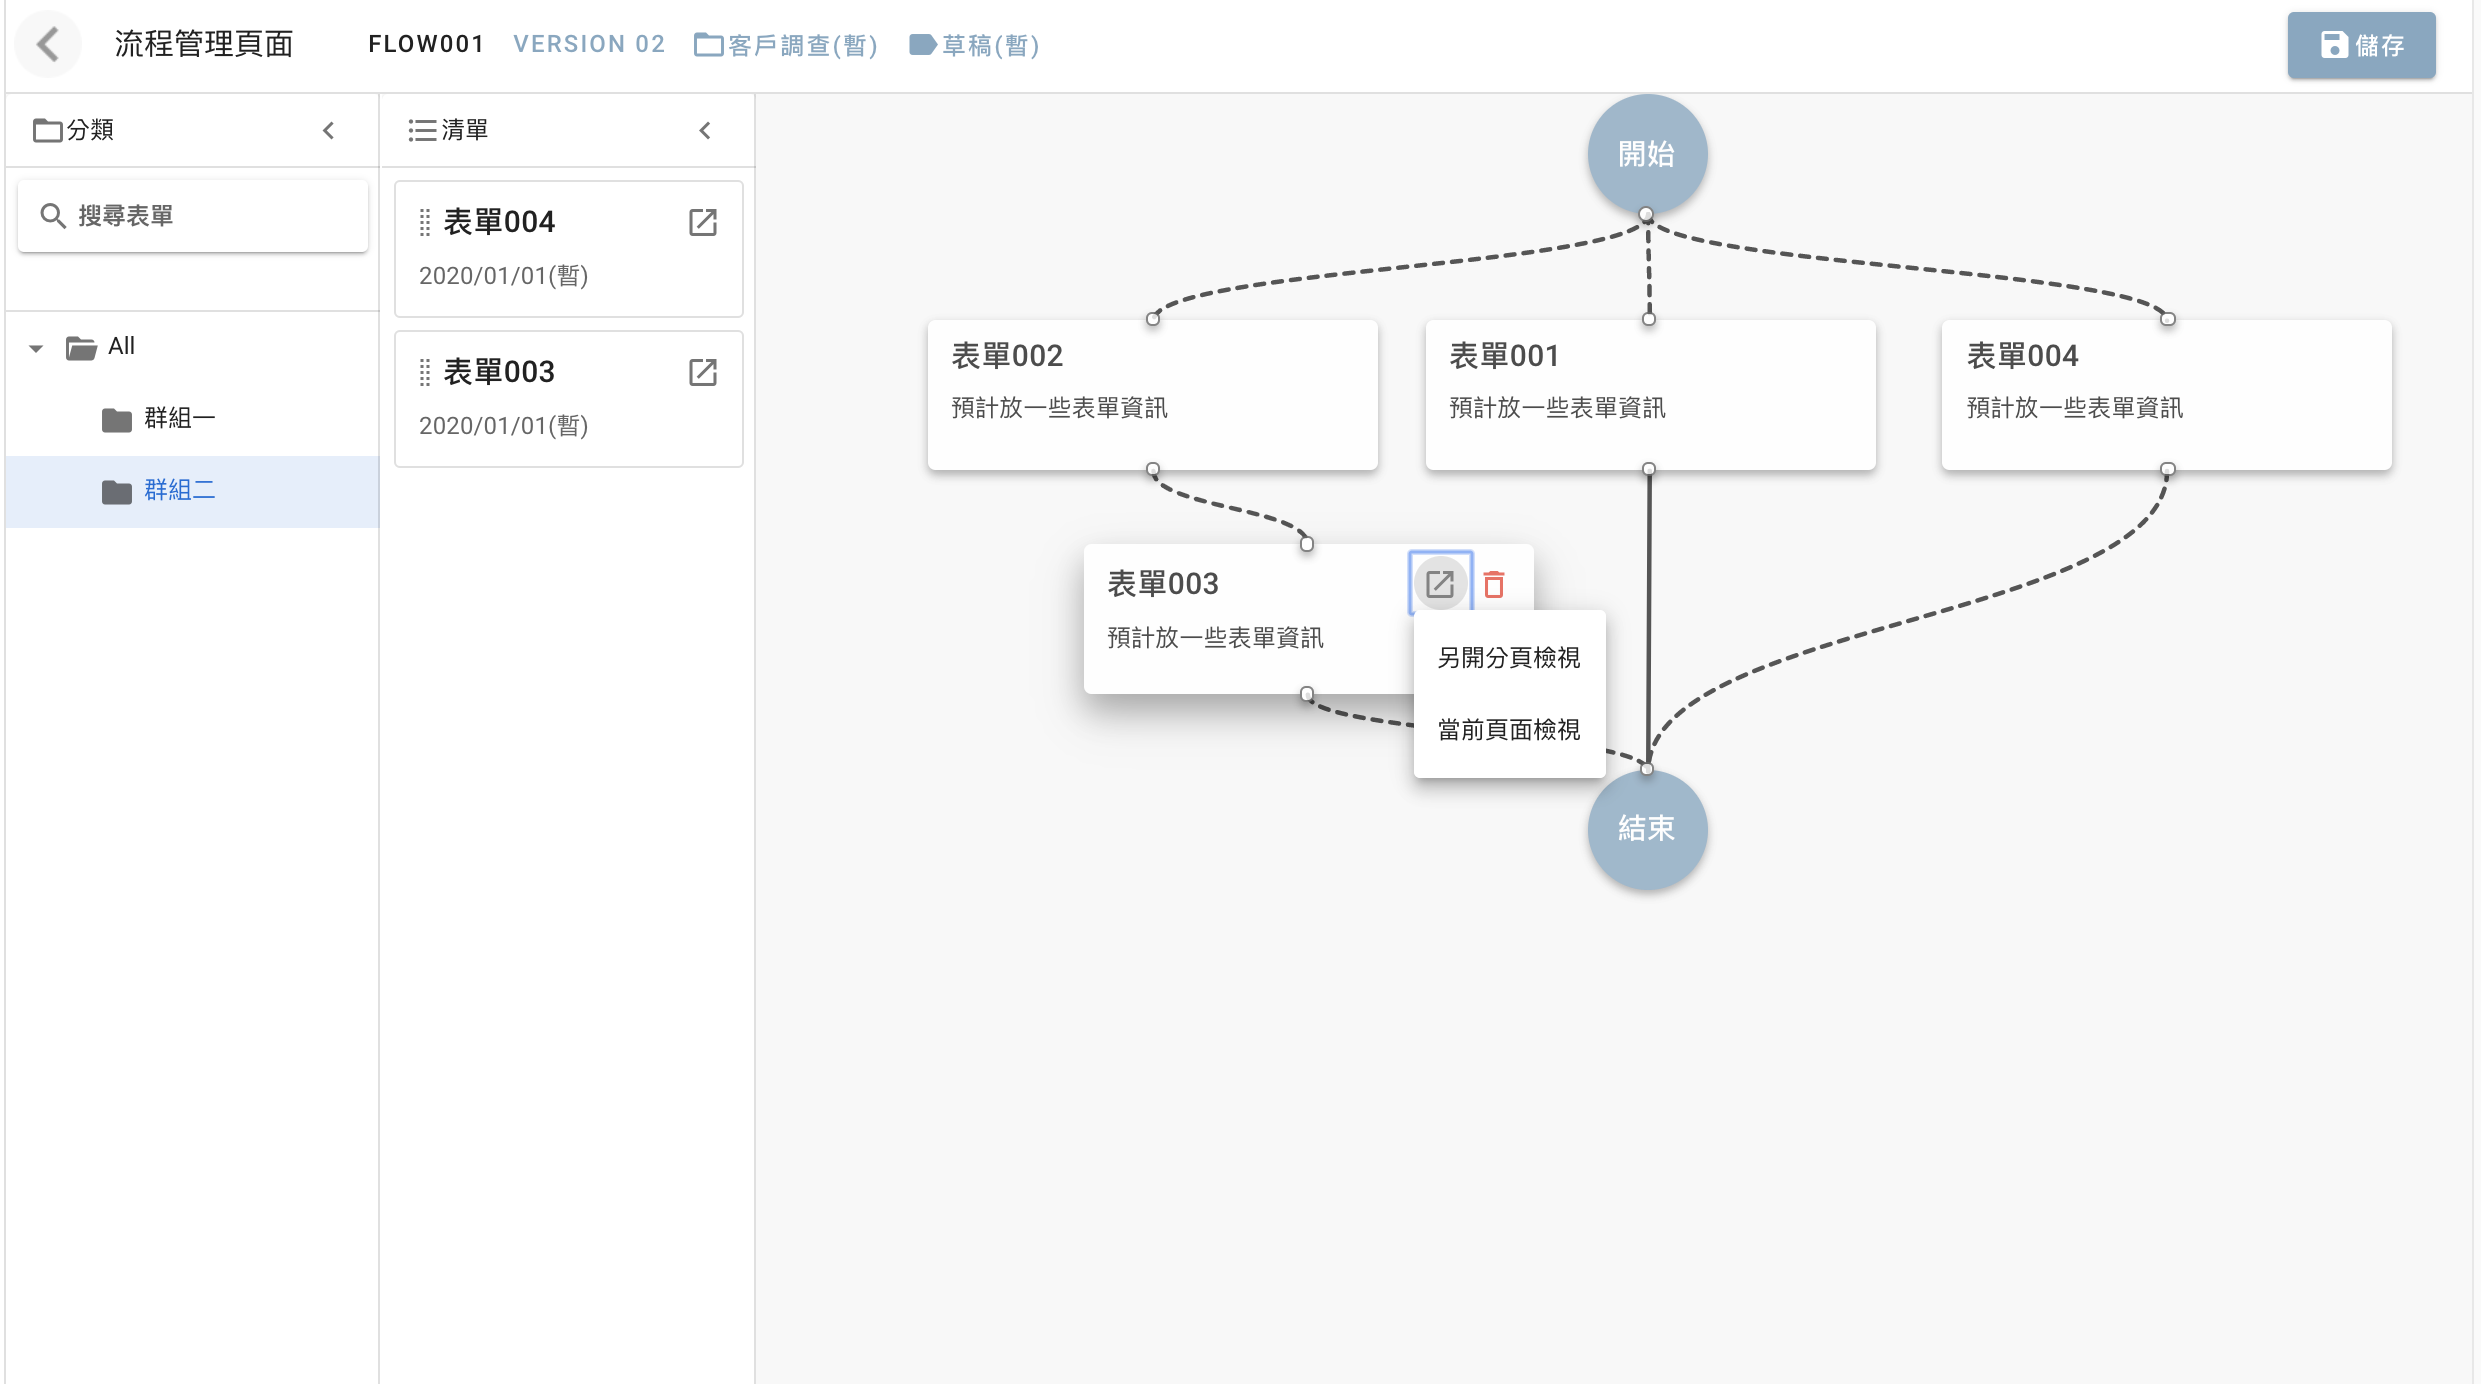 流程管理頁面
FLOW001
VERSION 02
客戶調查(暫)
草稿(暫)
儲存
分類
搜尋表單
All
群組一
群組二
清單
表單004
2020/01/01(暫)
表單003
2020/01/01(暫)
開始
表單002
預計放一些表單資訊
表單001
預計放一些表單資訊
表單004
預計放一些表單資訊
表單003
預計放一些表單資訊
另開分頁檢視
當前頁面檢視
結束